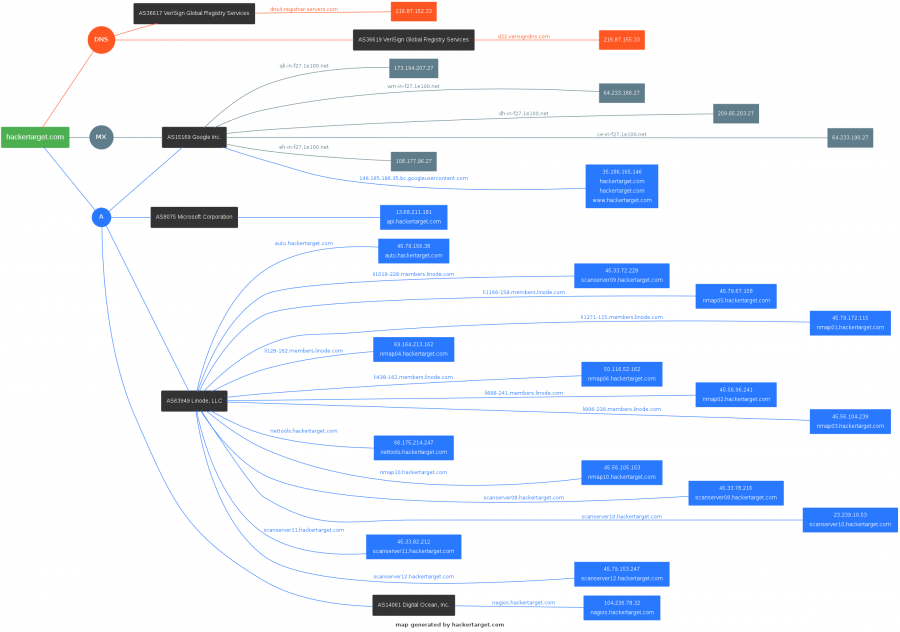 AS36617 VeriSign Global Registry Services
dns4.registrar-servers.com
216.87.152.33
DNS
AS36619 VeriSign Global Registry Services
d22.verisigndns.com
216.87.155.33
qk-in-f27.1e100.net
173.194.207.27
wm-in-f27.1e100.net
64.233.186.27
dh-in-f27.1e100.net
209.85.203.27
hackertarget.com
MX
AS15169 Google Inc.
ce-in-f27.1e100.net
64.233.190.27
eh-in-f27.1e100.net
108.177.96.27
146.165.186.35.bc.googleusercontent.com
35.186.165.146
hackertarget.com
hackertarget.com
www.hackertarget.com
A
AS8075 Microsoft Corporation
13.68.211.181
api.hackertarget.com
auto.hackertarget.com
45.79.156.38
auto.hackertarget.com
li1018-228.members.linode.com
45.33.72.228
scanserver09.hackertarget.com
li1166-158.members.linode.com
45.79.67.158
nmap05.hackertarget.com
li1271-115.members.linode.com
45.79.172.115
nmap01.hackertarget.com
li128-162.members.linode.com
69.164.213.162
nmap04.hackertarget.com
li439-162.members.linode.com
50.116.52.162
nmap06.hackertarget.com
AS63949 Linode, LLC
li898-241.members.linode.com
45.56.96.241
nmap02.hackertarget.com
li906-239.members.linode.com
45.56.104.239
nmap03.hackertarget.com
nettools.hackertarget.com
66.175.214.247
nettools.hackertarget.com
nmap10.hackertarget.com
45.56.105.153
nmap10.hackertarget.com
scanserver08.hackertarget.com
45.33.78.216
scanserver08.hackertarget.com
scanserver10.hackertarget.com
23.239.10.53
scanserver10.hackertarget.com
scanserver11.hackertarget.com
45.33.82.212
scanserver11.hackertarget.com
scanserver12.hackertarget.com
45.79.153.247
scanserver12.hackertarget.com
AS14061 Digital Ocean, Inc.
nagios.hackertarget.com
104.236.78.32
nagios.hackertarget.com
map generated by hackertarget.com